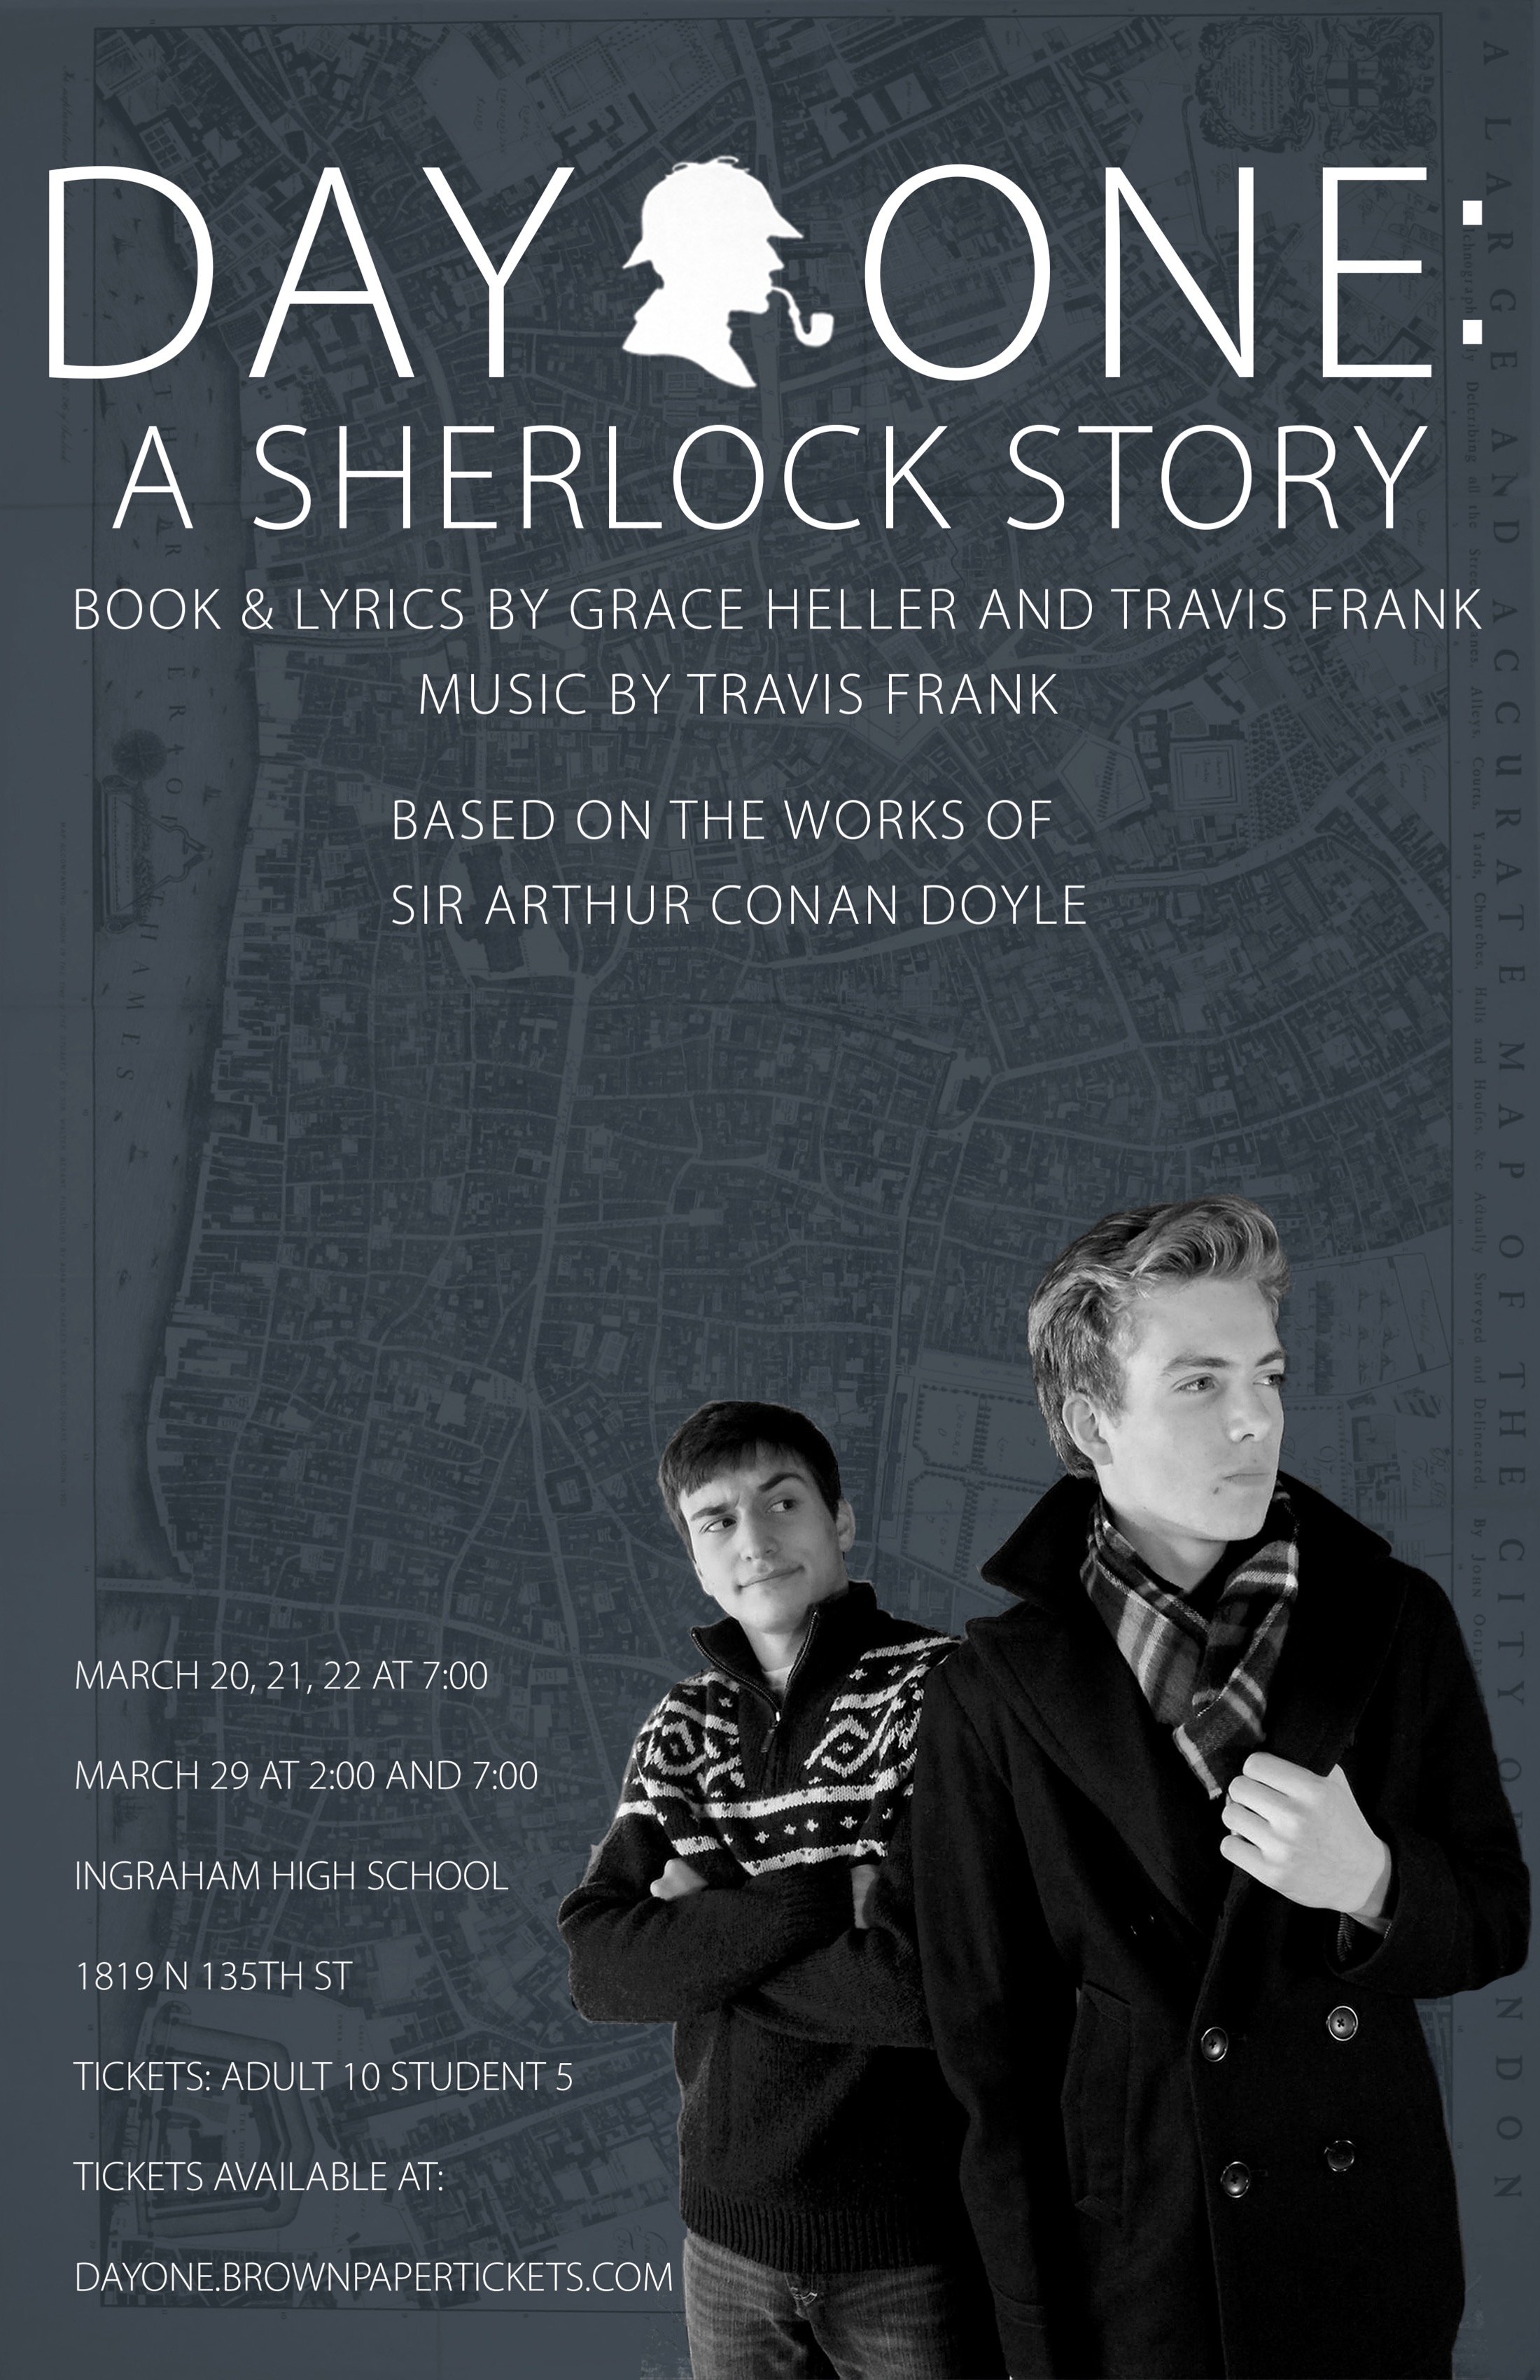 DAY ONE:
A SHERLOCK STORY
BOOK & LYRICS BY GRACE HELLER AND TRAVIS FRANK
MUSIC BY TRAVIS FRANK
BASED ON THE WORKS OF
SIR ARTHUR CONAN DOYLE
MARCH 20, 21, 22 AT 7:00
MARCH 29 AT 2:00 AND 7:00
INGRAHAM HIGH SCHOOL
1819 N 135TH ST
TICKETS: ADULT 10 STUDENT 5
TICKETS AVAILABLE AT:
DAYONE.BROWNPAPERTICKETS.COM
A LARGE AND ACCURATE MAP OF THE CITY OF LONDON